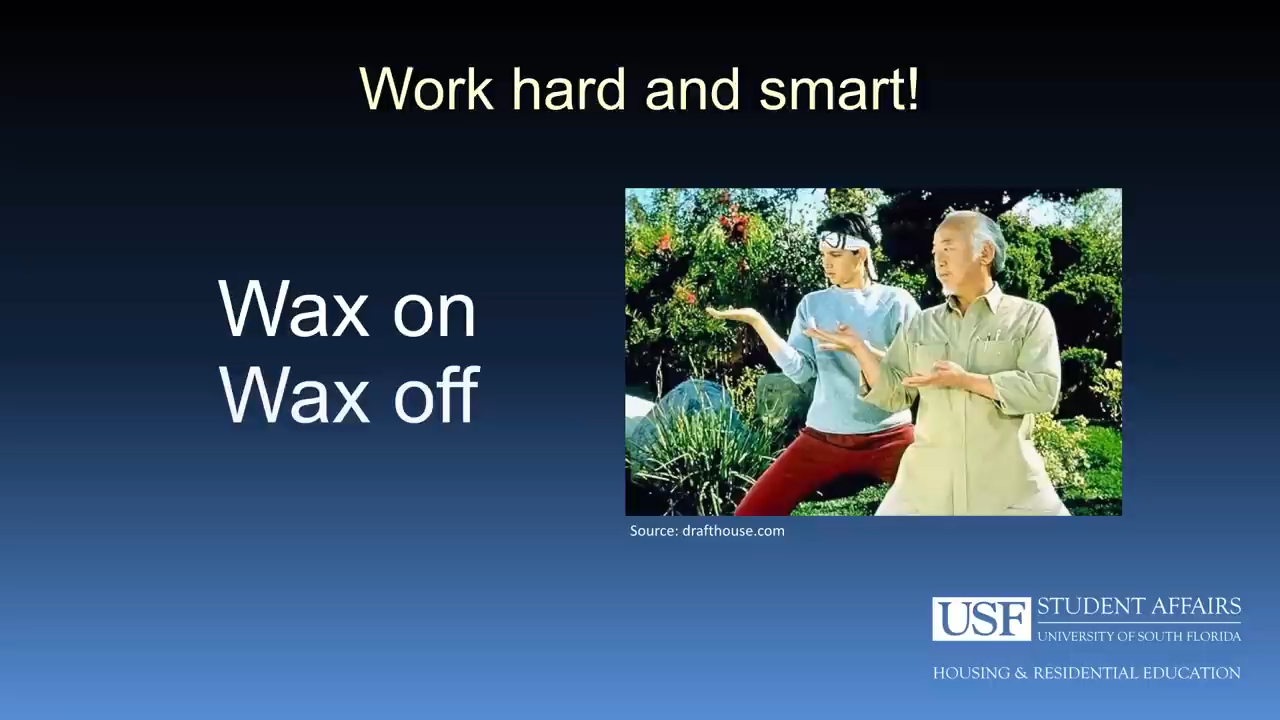 Work hard and smart!
Wax on
Wax off
Source: drafthouse.com
USF STUDENT AFFAIRS
UNIVERSITY OF SOUTH FLORIDA
HOUSING & RESIDENTIAL EDUCATION